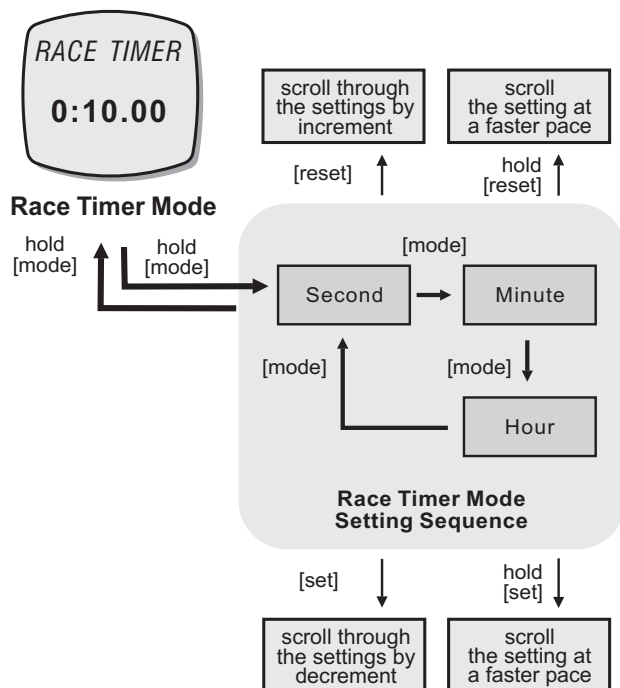 RACE TIMER
0:10.00
Race Timer Mode
hold
[mode]
hold
[mode]
scroll through
the settings by
increment
scroll
the setting at
a faster pace
[reset]
hold
[reset]
[mode]
Second
Minute
[mode]
[mode]
Hour
Race Timer Mode
Setting Sequence
[set]
hold
[set]
scroll through
the settings by
decrement
scroll
the setting at
a faster pace